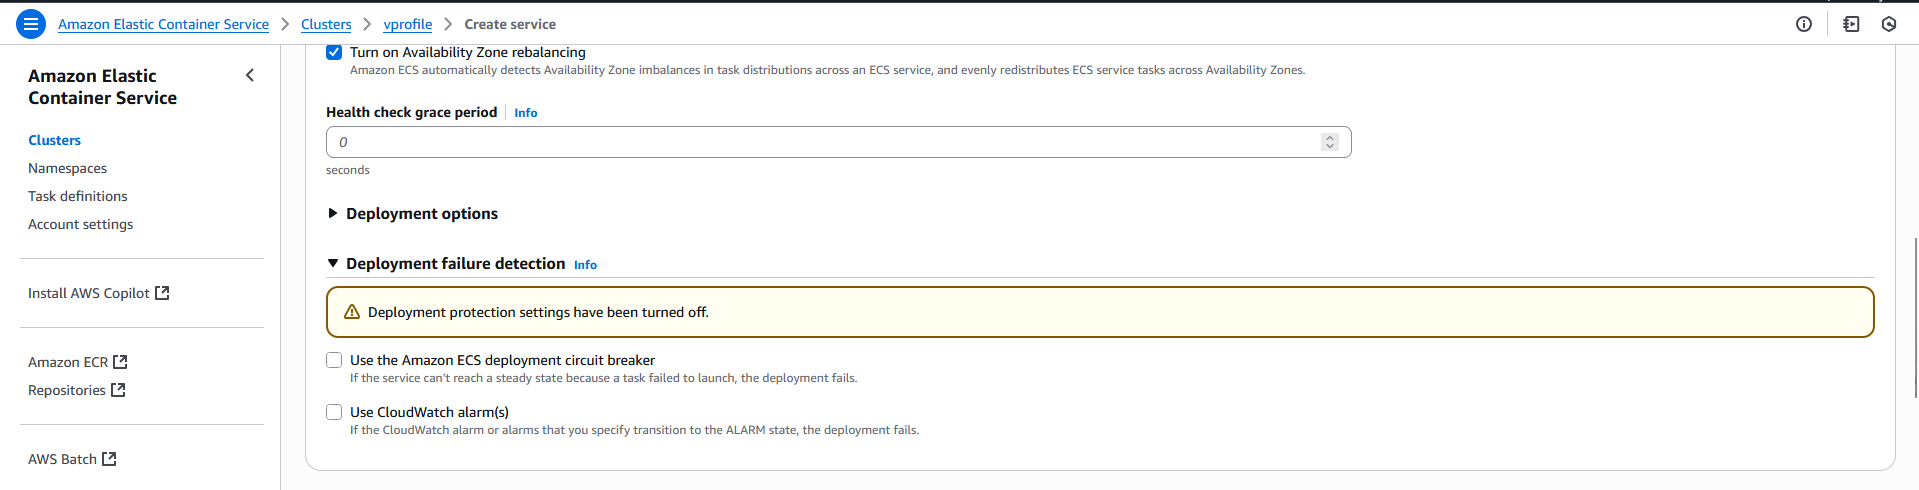 Amazon Elastic Container Service > Clusters > vprofile > Create service
Amazon Elastic
Container Service
Clusters
Namespaces
Task definitions
Account settings
Install AWS Copilot
Amazon ECR
Repositories
AWS Batch
Turn on Availability Zone rebalancing
Amazon ECS automatically detects Availability Zone imbalances in task distributions across an ECS service, and evenly redistributes ECS service tasks across Availability Zones.
Health check grace period Info
0
seconds
Deployment options
Deployment failure detection Info
Deployment protection settings have been turned off.
Use the Amazon ECS deployment circuit breaker
If the service can't reach a steady state because a task failed to launch, the deployment fails.
Use CloudWatch alarm(s)
If the CloudWatch alarm or alarms that you specify transition to the ALARM state, the deployment fails.